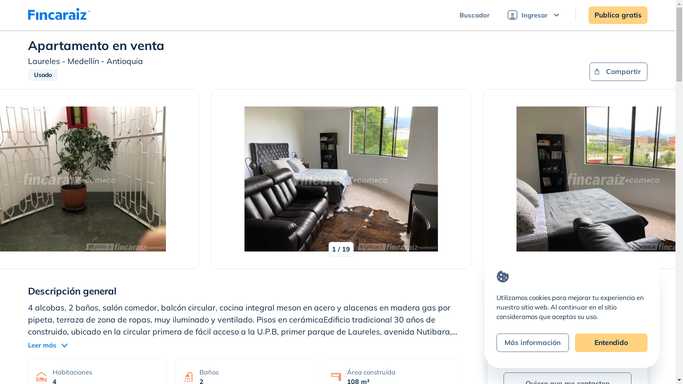 Fincaraiz
Buscador
Ingresar
Publica gratis
Apartamento en venta
Laureles - Medellín - Antioquia
Usado
Compartir
fincaraiz
fincaraiz
fincaraiz
fincaraiz
fincaraiz
fincaraiz
1 / 19
Descripción general
4 alcobas, 2 baños, salón comedor, balcón circular, cocina integral meson en acero y alacenas en madera gas por
pipeta, terraza de zona de ropas, muy iluminado y ventilado. Pisos en cerámicoEdificio tradicional 30 años de
construido, ubicado en la circular primera de fácil acceso a la U.P.B, primer parque de Laureles, avenida Nutibara,...
Leer más
Habitaciones
4
Baños
2
Área construida
108 m²
Utilizamos cookies para mejorar tu experiencia en
nuestro sitio web. Al continuar en el sitio
consideramos que aceptas su uso.
Más información
Entendido
Quiero que me contacten